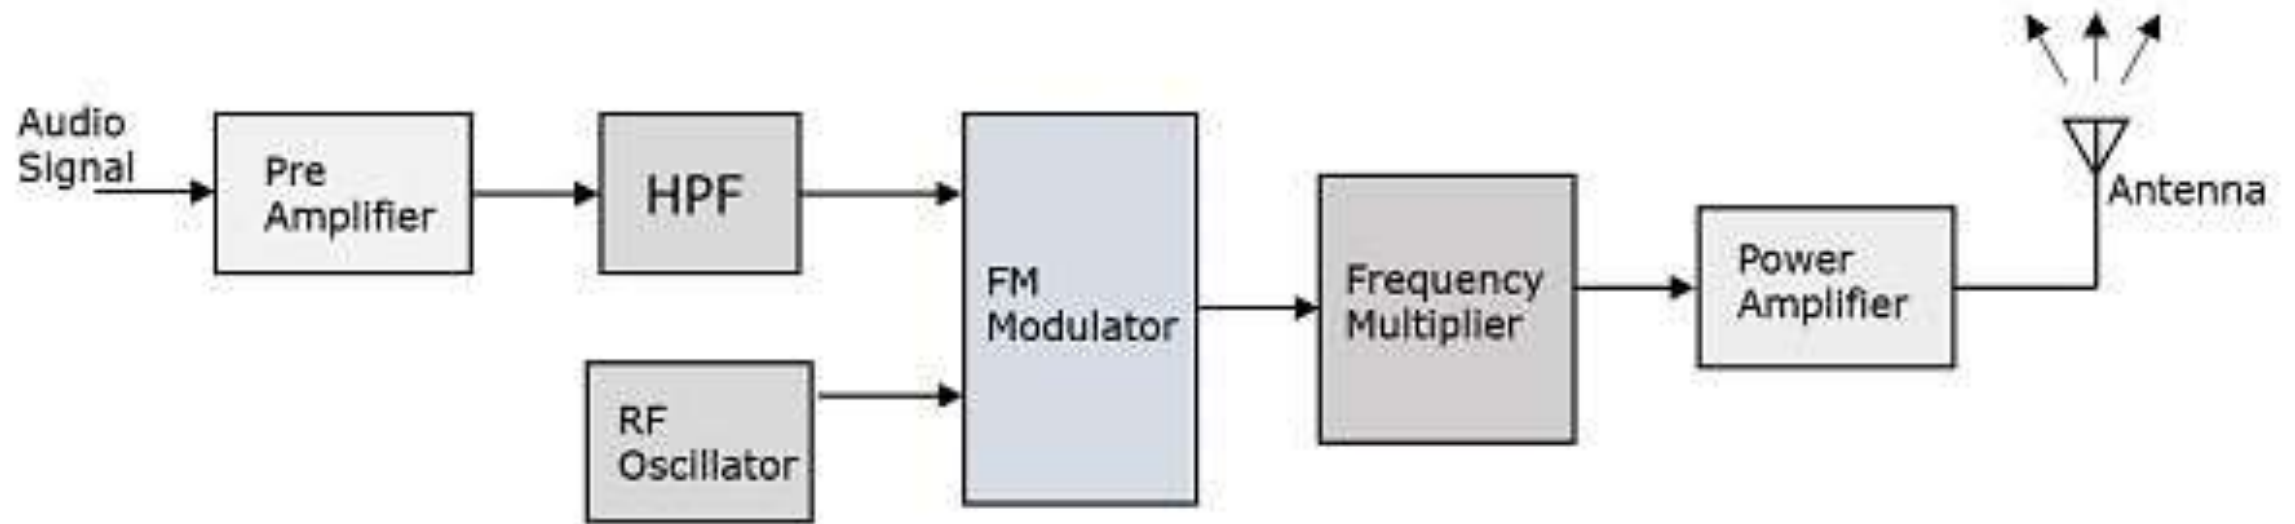 Audio
Signal
Pre
Amplifier
HPF
RF
Oscillator
FM
Modulator
Frequency
Multiplier
Power
Amplifier
Antenna